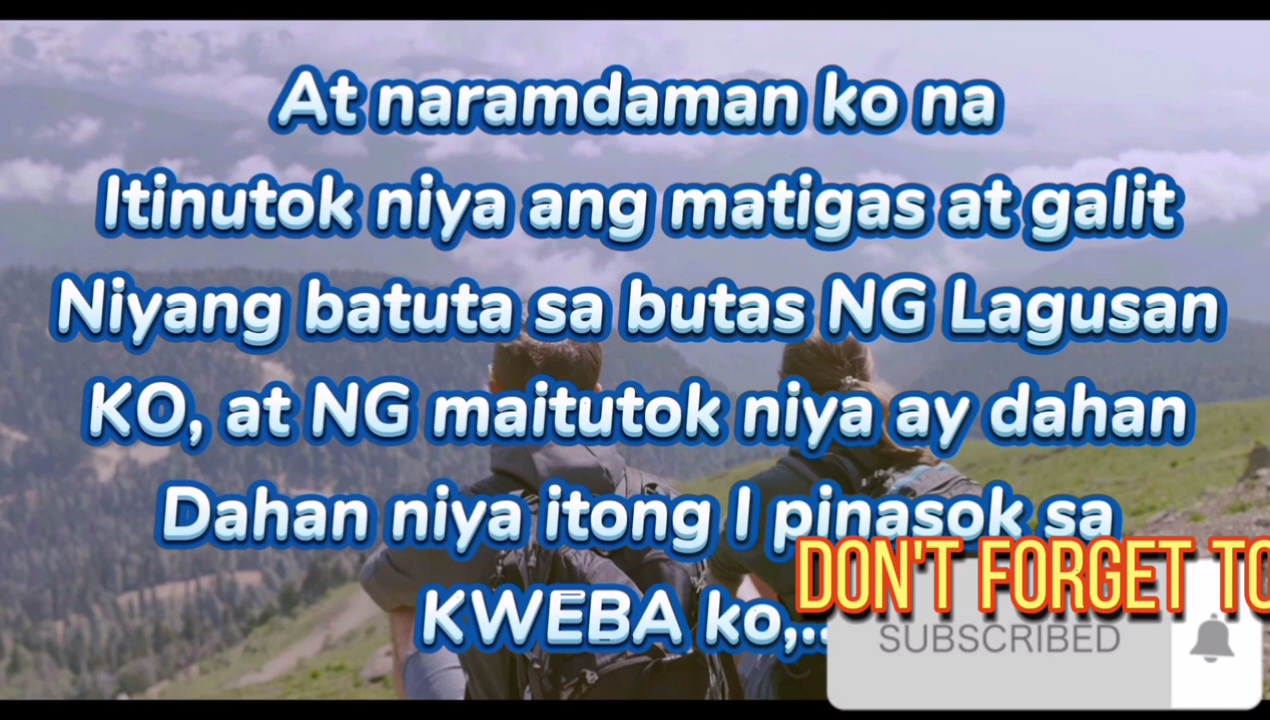 At naramdaman ko na
Itinutok niya ang matigas at galit
Niyang batuta sa butas NG Lagusan
KO, at NG maitutok niya ay dahan
Dahan niya itong I pinasok sa
KWEBA ko,..
DON'T FORGET TO
SUBSCRIBED